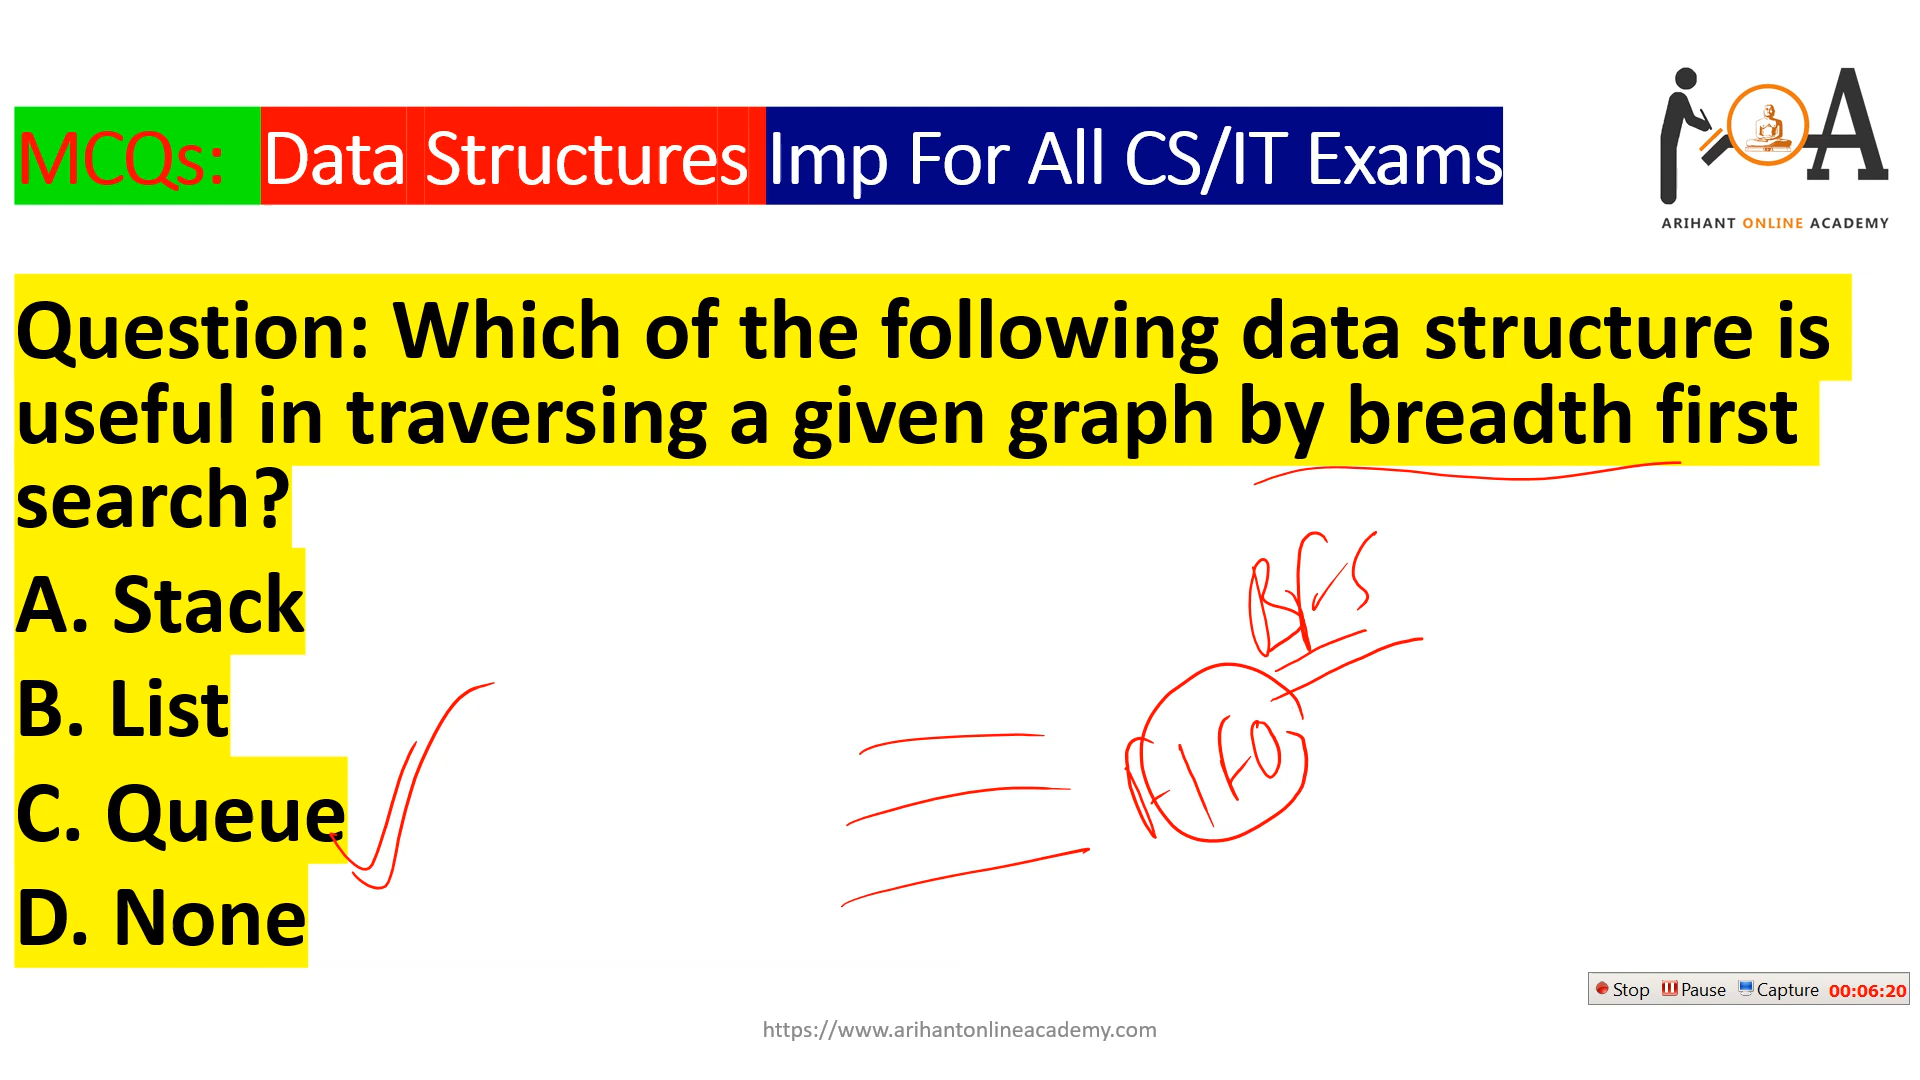 MCQs: Data Structures Imp For All CS/IT Exams
ARIHANT ONLINE ACADEMY
Question: Which of the following data structure is
useful in traversing a given graph by breadth first
search?
BFS
A. Stack
B. List
FIFO
C. Queue
D. None
Stop Pause Capture 00:06:20
https://www.arihantonlineacademy.com